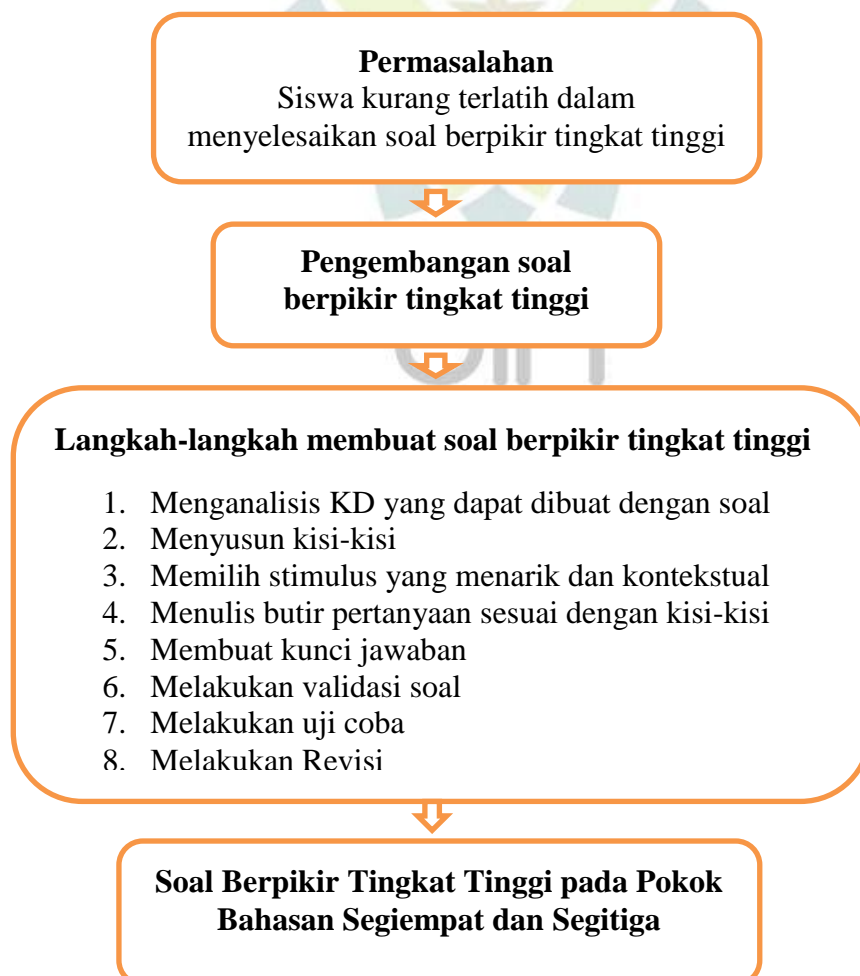 Permasalahan
Siswa kurang terlatih dalam
menyelesaikan soal berpikir tingkat tinggi
Pengembangan soal
berpikir tingkat tinggi
Langkah-langkah membuat soal berpikir tingkat tinggi
1. Menganalisis KD yang dapat dibuat dengan soal
2. Menyusun kisi-kisi
3. Memilih stimulus yang menarik dan kontekstual
4. Menulis butir pertanyaan sesuai dengan kisi-kisi
5. Membuat kunci jawaban
6. Melakukan validasi soal
7. Melakukan uji coba
8. Melakukan Revisi
Soal Berpikir Tingkat Tinggi pada Pokok
Bahasan Segiempat dan Segitiga